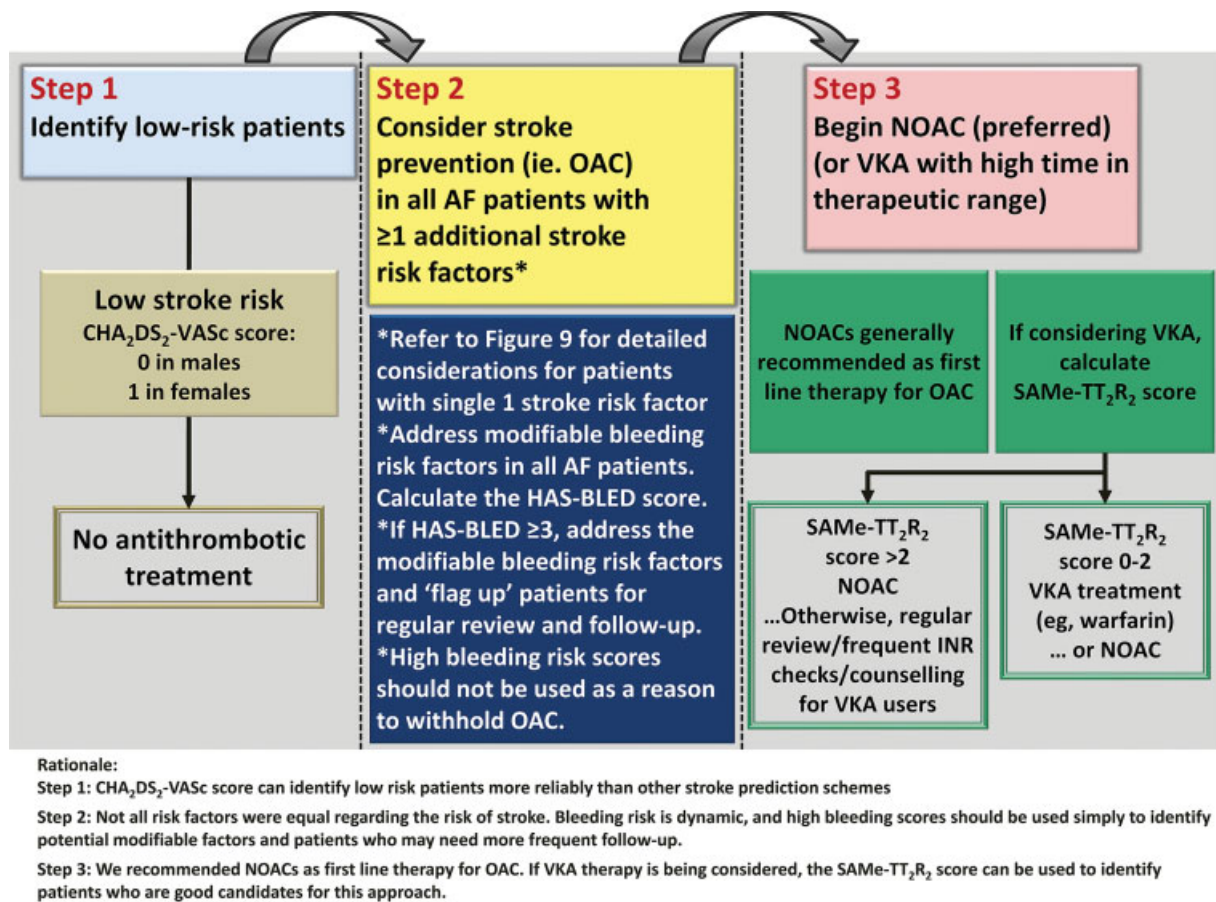 Step 1
Identify low-risk patients
Low stroke risk
CHA₂DS₂-VASc score:
0 in males
1 in females
No antithrombotic
treatment
Step 2
Consider stroke
prevention (ie. OAC)
in all AF patients with
≥1 additional stroke
risk factors*
*Refer to Figure 9 for detailed
considerations for patients
with single 1 stroke risk factor
*Address modifiable bleeding
risk factors in all AF patients.
Calculate the HAS-BLED score.
*If HAS-BLED ≥3, address the
modifiable bleeding risk factors
and ‘flag up’ patients for
regular review and follow-up.
*High bleeding risk scores
should not be used as a reason
to withhold OAC.
Step 3
Begin NOAC (preferred)
(or VKA with high time in
therapeutic range)
NOACs generally
recommended as first
line therapy for OAC
If considering VKA,
calculate
SAMe-TT₂R₂ score
SAMe-TT₂R₂
score >2
NOAC
...Otherwise, regular
review/frequent INR
checks/counselling
for VKA users
SAMe-TT₂R₂
score 0-2
VKA treatment
(eg, warfarin)
... or NOAC
Rationale:
Step 1: CHA₂DS₂-VASc score can identify low risk patients more reliably than other stroke prediction schemes
Step 2: Not all risk factors were equal regarding the risk of stroke. Bleeding risk is dynamic, and high bleeding scores should be used simply to identify
potential modifiable factors and patients who may need more frequent follow-up.
Step 3: We recommended NOACs as first line therapy for OAC. If VKA therapy is being considered, the SAMe-TT₂R₂ score can be used to identify
patients who are good candidates for this approach.